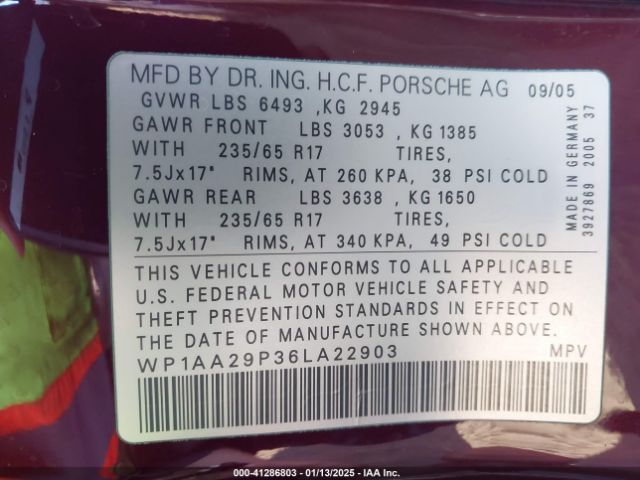 MFD BY DR. ING. H.C.F. PORSCHE AG 09/05
GVWR LBS 6493 ,KG 2945
GAWR FRONT LBS 3053 , KG 1385
WITH 235/65 R17 TIRES,
7.5Jx17" RIMS, AT 260 KPA, 38 PSI COLD
GAWR REAR LBS 3638 , KG 1650
WITH 235/65 R17 TIRES,
7.5Jx17" RIMS, AT 340 KPA, 49 PSI COLD
THIS VEHICLE CONFORMS TO ALL APPLICABLE
U.S. FEDERAL MOTOR VEHICLE SAFETY AND
THEFT PREVENTION STANDARDS IN EFFECT ON
THE DATE OF MANUFACTURE SHOWN ABOVE.
WP1AA29P36LA22903 MPV
MADE IN GERMANY
3927869 2005 37
000-41286803 - 01/13/2025 - IAA Inc.